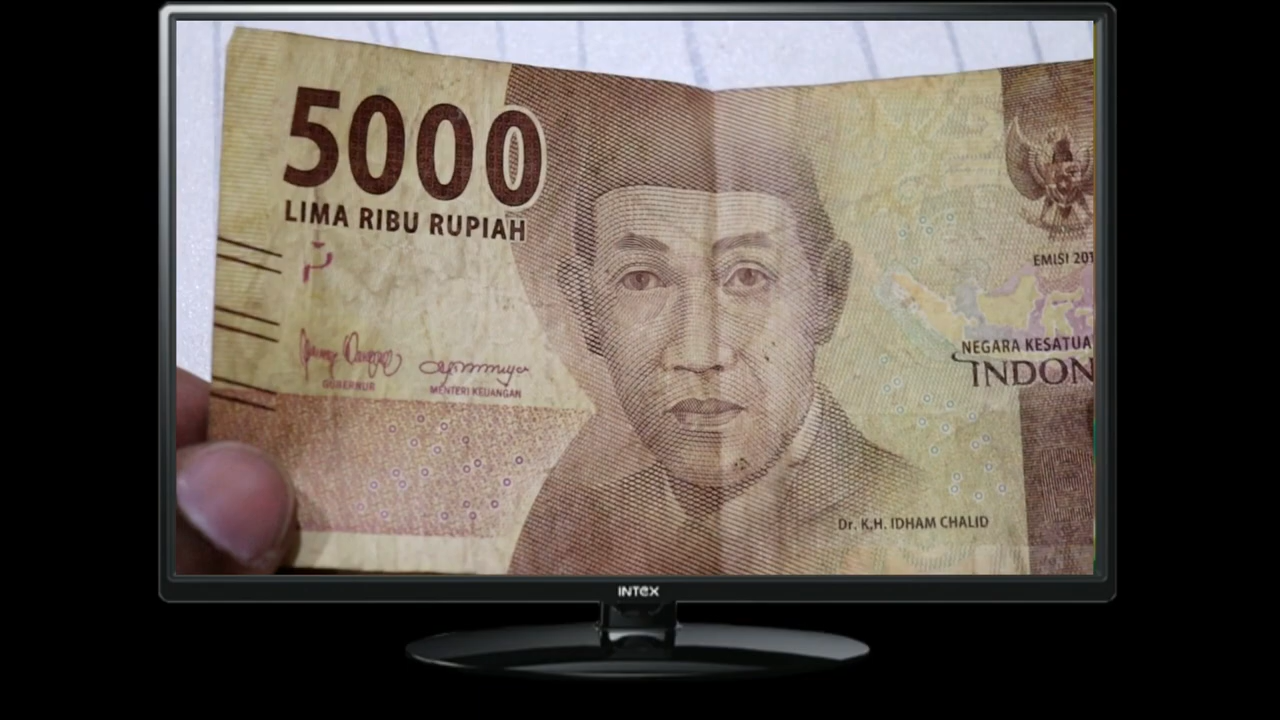 5000
LIMA RIBU RUPIAH
GUBERNUR
MENTERI KEUANGAN
EMISI 201
NEGARA KESATUA
INDON
Dr. K.H. IDHAM CHALID
INTEX